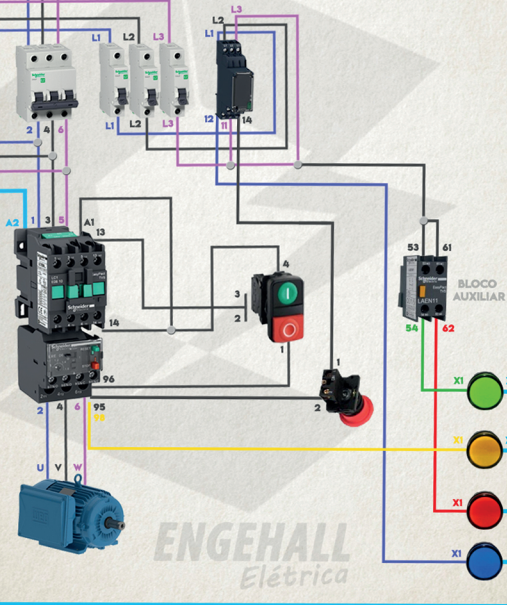 L3
L2
L1 L2 L3 L1
L1 L2 L3 12 11 14
2 4 6
A2 1 3 5 A1
13
53 61
4
3
2
BLOCO
AUXILIAR
LAEN11
14
54 62
1
1
96
X1
2 4 6 95
98
2
X1
U V W
X1
ENGEHALL
Elétrica
X1